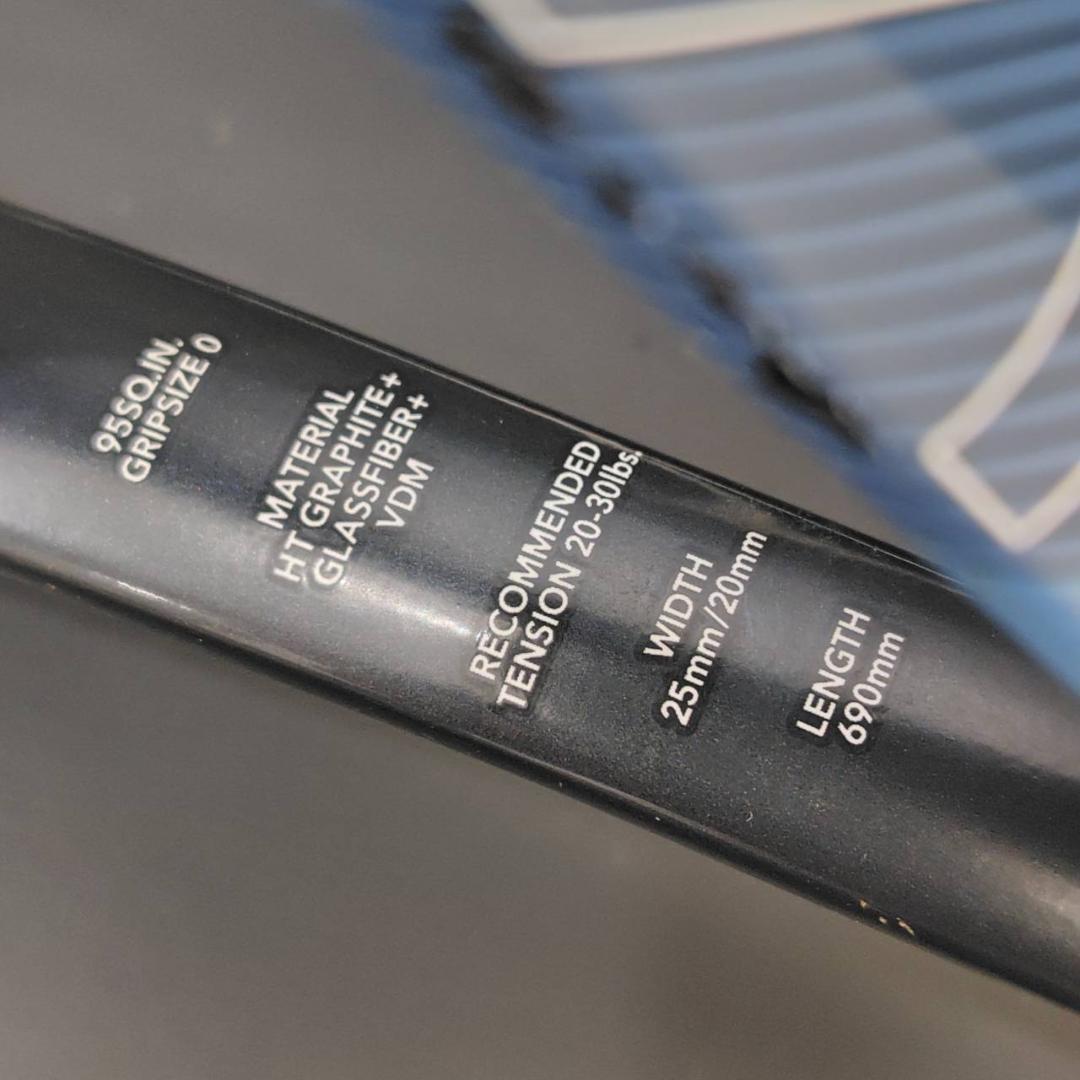 95SQ.IN.
GRIPSIZE 0
MATERIAL
HT GRAPHITE+
GLASSFIBER+
VDM
RECOMMENDED
TENSION 20-30lbs.
WIDTH
25mm/20mm
LENGTH
690mm